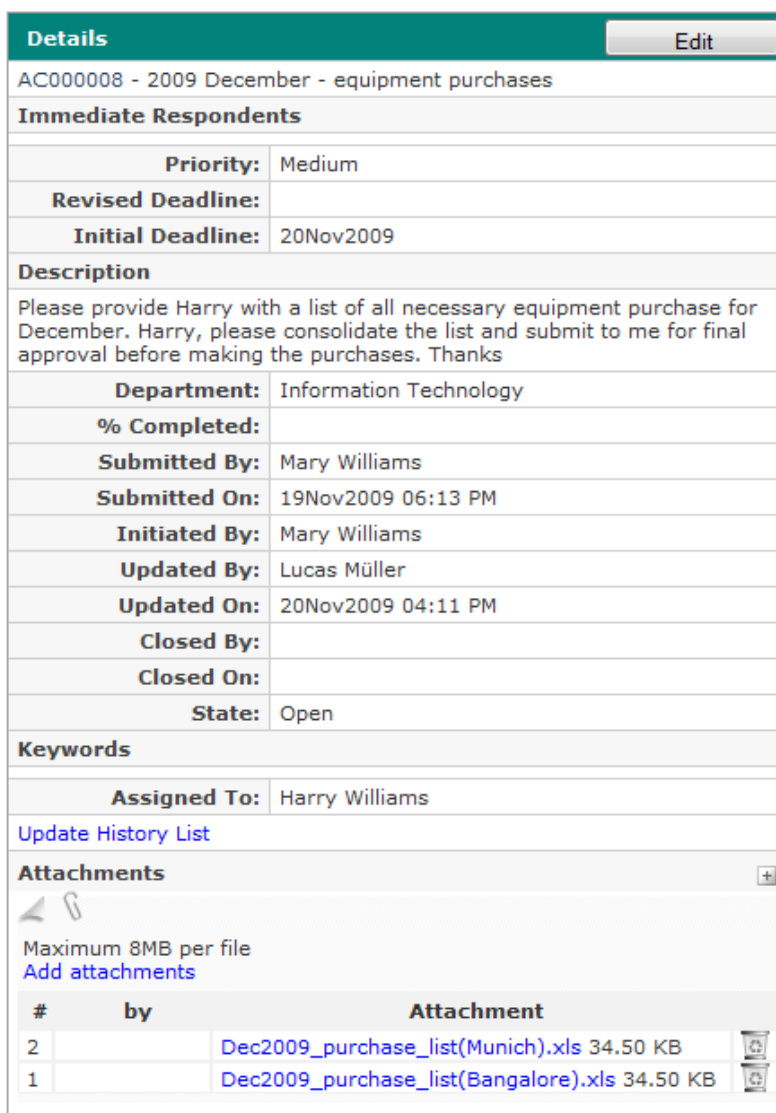 Details Edit
AC000008 - 2009 December - equipment purchases
Immediate Respondents
Priority: Medium
Revised Deadline:
Initial Deadline: 20Nov2009
Description
Please provide Harry with a list of all necessary equipment purchase for
December. Harry, please consolidate the list and submit to me for final
approval before making the purchases. Thanks
Department: Information Technology
% Completed:
Submitted By: Mary Williams
Submitted On: 19Nov2009 06:13 PM
Initiated By: Mary Williams
Updated By: Lucas Müller
Updated On: 20Nov2009 04:11 PM
Closed By:
Closed On:
State: Open
Keywords
Assigned To: Harry Williams
Update History List
Attachments
Maximum 8MB per file
Add attachments
# by Attachment
2 Dec2009_purchase_list(Munich).xls 34.50 KB
1 Dec2009_purchase_list(Bangalore).xls 34.50 KB